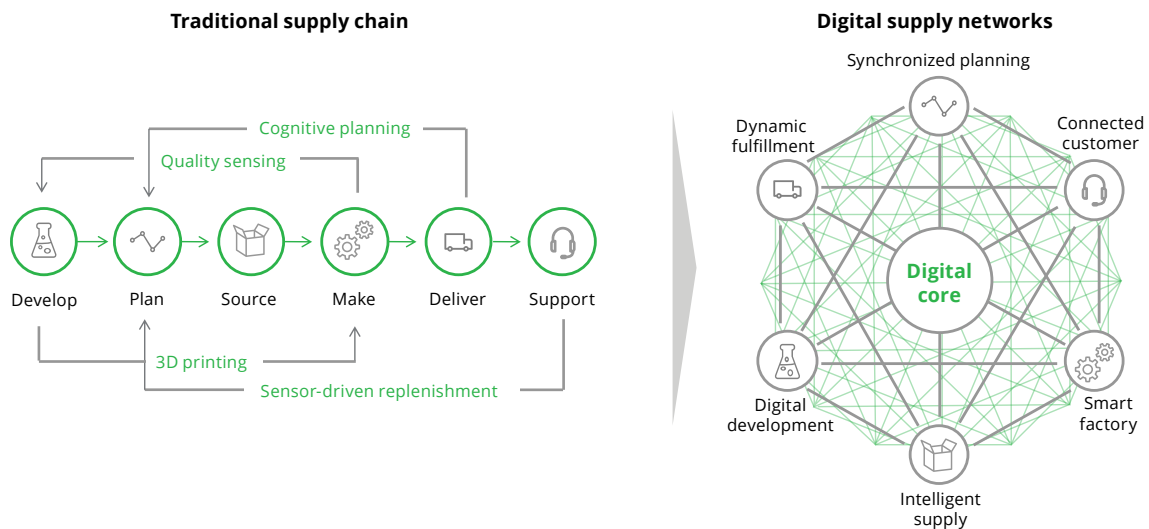 Traditional supply chain
Cognitive planning
Quality sensing
Develop
Plan
Source
Make
Deliver
Support
3D printing
Sensor-driven replenishment
Digital supply networks
Synchronized planning
Dynamic
fulfillment
Connected
customer
Digital
core
Digital
development
Smart
factory
Intelligent
supply